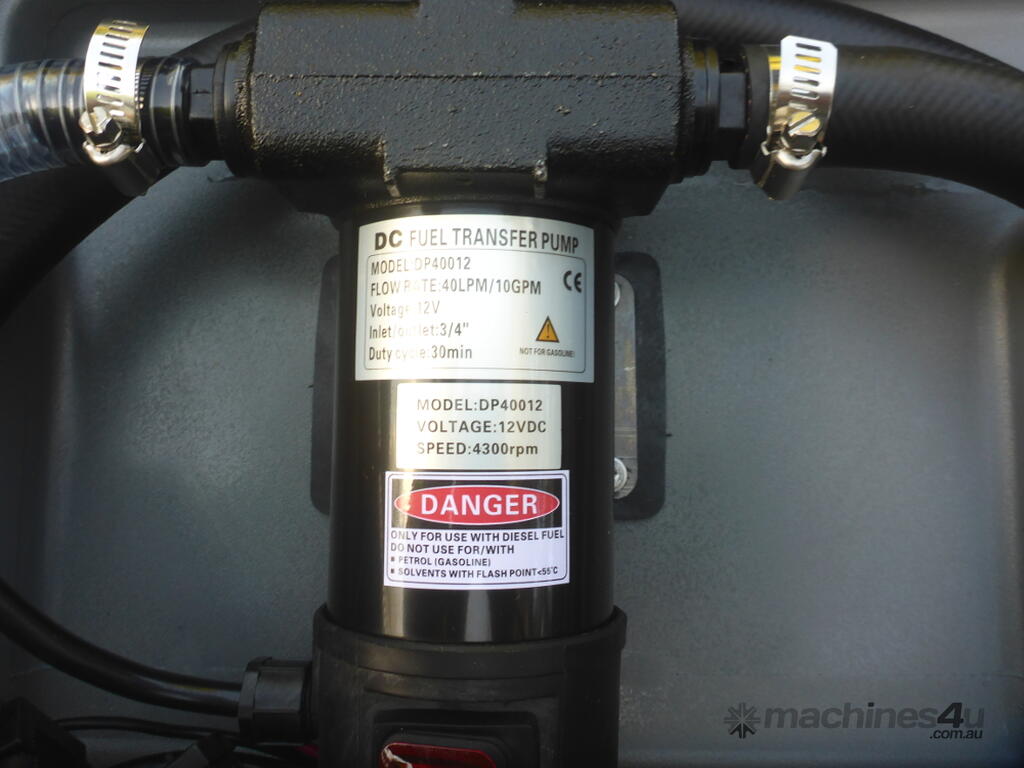 DC FUEL TRANSFER PUMP
MODEL:DP40012
FLOW RATE:40LPM/10GPM
Voltage:12V
Inlet/outlet:3/4"
Duty cycle:30min
CE
NOT FOR GASOLINE!
MODEL:DP40012
VOLTAGE:12VDC
SPEED:4300rpm
DANGER
ONLY FOR USE WITH DIESEL FUEL
DO NOT USE FOR/WITH
▪ PETROL (GASOLINE)
▪ SOLVENTS WITH FLASH POINT<55°C
machines4u
.com.au